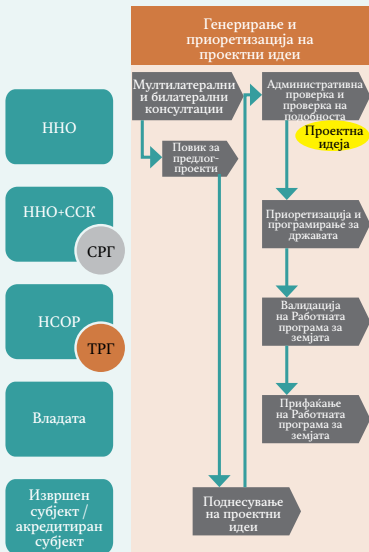 Генерирање и
приоретизација на
проектни идеи
Мултилатерални
и билатерални
консултации
Административна
проверка и
проверка на
подобноста
Проектна
идеја
ННО
Повик за
предлог-
проекти
ННО+ССК
СРГ
Приоретизација и
програмирање за
државата
НСОР
ТРГ
Валидација
на Работната
програма за
земјата
Владата
Прифаќање
на Работната
програма за
земјата
Извршен
субјект /
акредитиран
субјект
Поднесување
на проектни
идеи